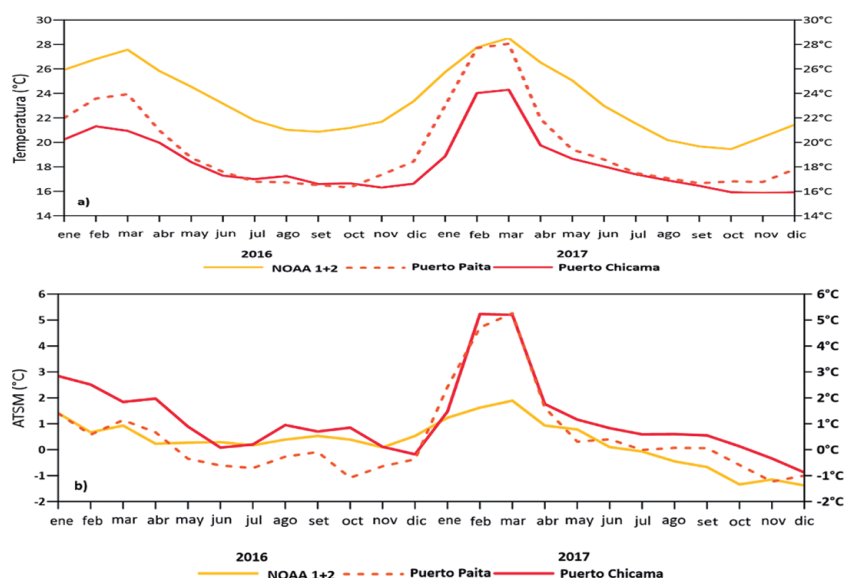 30 30°C
28 28°C
26 26°C
24 24°C
22 22°C
20 20°C
18 18°C
16 16°C
14 14°C
Temperatura (°C)
a)
ene feb mar abr may jun jul ago set oct nov dic ene feb mar abr may jun jul ago set oct nov dic
2016 2017
NOAA 1+2 Puerto Paita Puerto Chicama
6 6°C
5 5°C
4 4°C
3 3°C
2 2°C
1 1°C
0 0°C
-1 -1°C
-2 -2°C
ATSM (°C)
b)
ene feb mar abr may jun jul ago set oct nov dic ene feb mar abr may jun jul ago set oct nov dic
2016 2017
NOAA 1+2 Puerto Paita Puerto Chicama